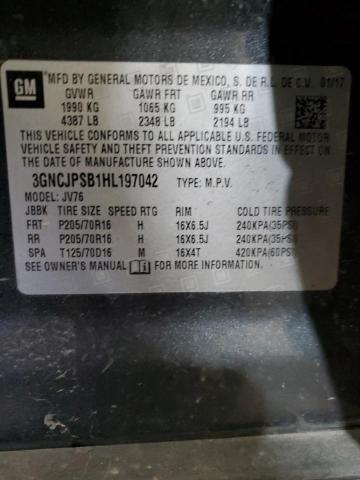 GM
MFD BY GENERAL MOTORS DE MEXICO, S. DE R.L. DE C.V. 01/17
GVWR GAWR FRT GAWR RR
1990 KG 1065 KG 995 KG
4387 LB 2348 LB 2194 LB
THIS VEHICLE CONFORMS TO ALL APPLICABLE U.S. FEDERAL MOTOR
VEHICLE SAFETY AND THEFT PREVENTION STANDARDS IN EFFECT
ON THE DATE OF MANUFACTURE SHOWN ABOVE.
3GNCJPSB1HL197042 TYPE: M.P.V.
MODEL: JV76
JBBK TIRE SIZE SPEED RTG RIM COLD TIRE PRESSURE
FRT P205/70R16 H 16X6.5J 240KPA(35PSI)
RR P205/70R16 H 16X6.5J 240KPA(35PSI)
SPA T125/70D16 M 16X4T 420KPA(60PSI)
SEE OWNER'S MANUAL FOR MORE INFORMATION